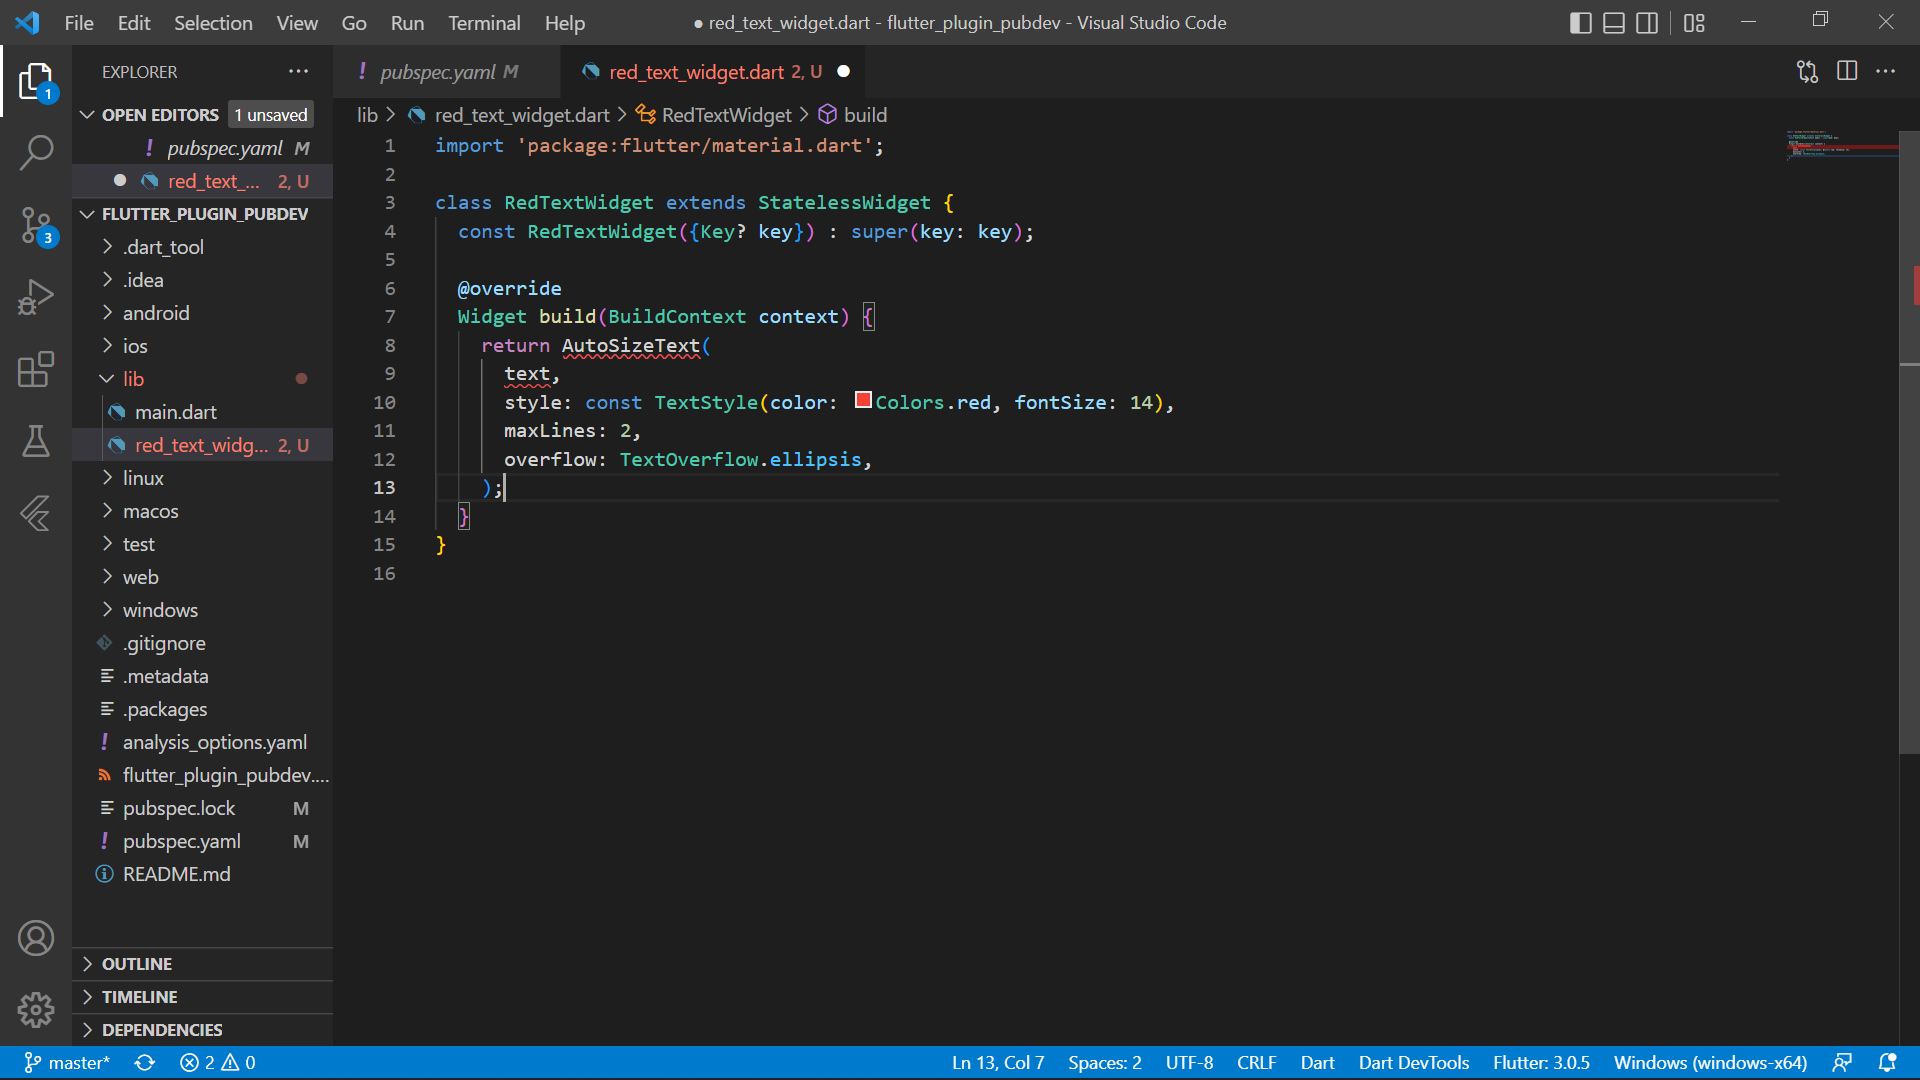 File Edit Selection View Go Run Terminal Help
● red_text_widget.dart - flutter_plugin_pubdev - Visual Studio Code
EXPLORER ···
OPEN EDITORS 1 unsaved
! pubspec.yaml M
● red_text_... 2, U
FLUTTER_PLUGIN_PUBDEV
.dart_tool
.idea
android
ios
lib
main.dart
red_text_widg... 2, U
linux
macos
test
web
windows
.gitignore
.metadata
.packages
! analysis_options.yaml
flutter_plugin_pubdev....
pubspec.lock M
! pubspec.yaml M
README.md
OUTLINE
TIMELINE
DEPENDENCIES
1
3
! pubspec.yaml M
red_text_widget.dart 2, U ●
lib > red_text_widget.dart > RedTextWidget > build
1 import 'package:flutter/material.dart';
2
3 class RedTextWidget extends StatelessWidget {
4 const RedTextWidget({Key? key}) : super(key: key);
5
6 @override
7 Widget build(BuildContext context) {
8 return AutoSizeText(
9 text,
10 style: const TextStyle(color: Colors.red, fontSize: 14),
11 maxLines: 2,
12 overflow: TextOverflow.ellipsis,
13 );
14 }
15 }
16
master* 2 0 Ln 13, Col 7 Spaces: 2 UTF-8 CRLF Dart Dart DevTools Flutter: 3.0.5 Windows (windows-x64)